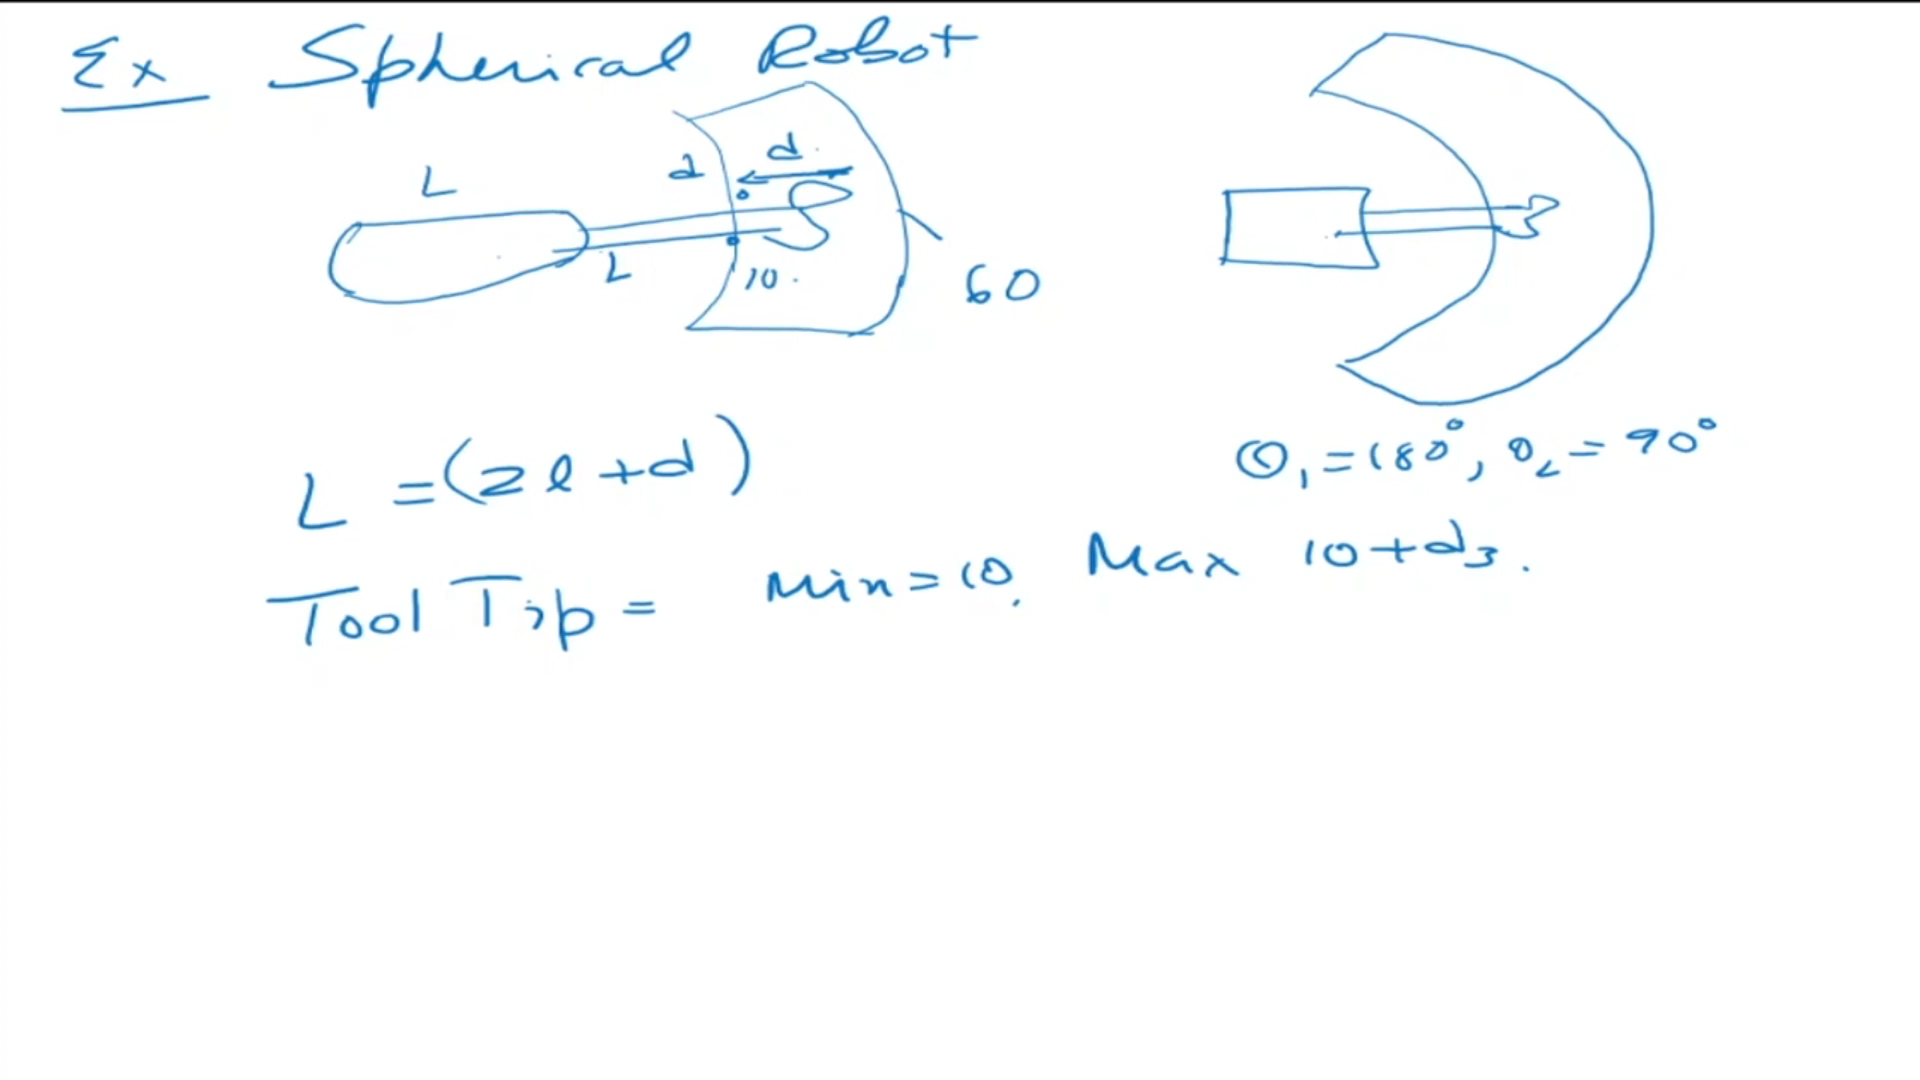 Ex Spherical Robot
L
d
d
L
10.
60
L = (2l + d)
θ₁ = 180°, θ₂ = 90°
Tool Tip = Min = 10, Max 10 + d₃.